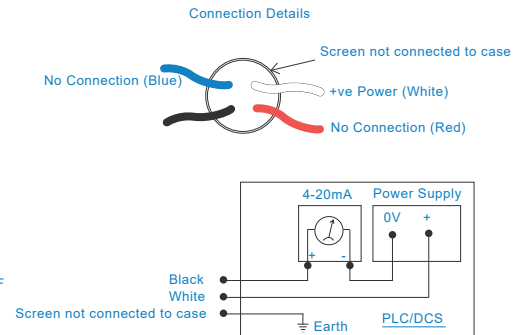 Connection Details
Screen not connected to case
No Connection (Blue)
+ve Power (White)
No Connection (Red)
4-20mA
Power Supply
0V +
+ -
Black
White
Screen not connected to case
Earth
PLC/DCS